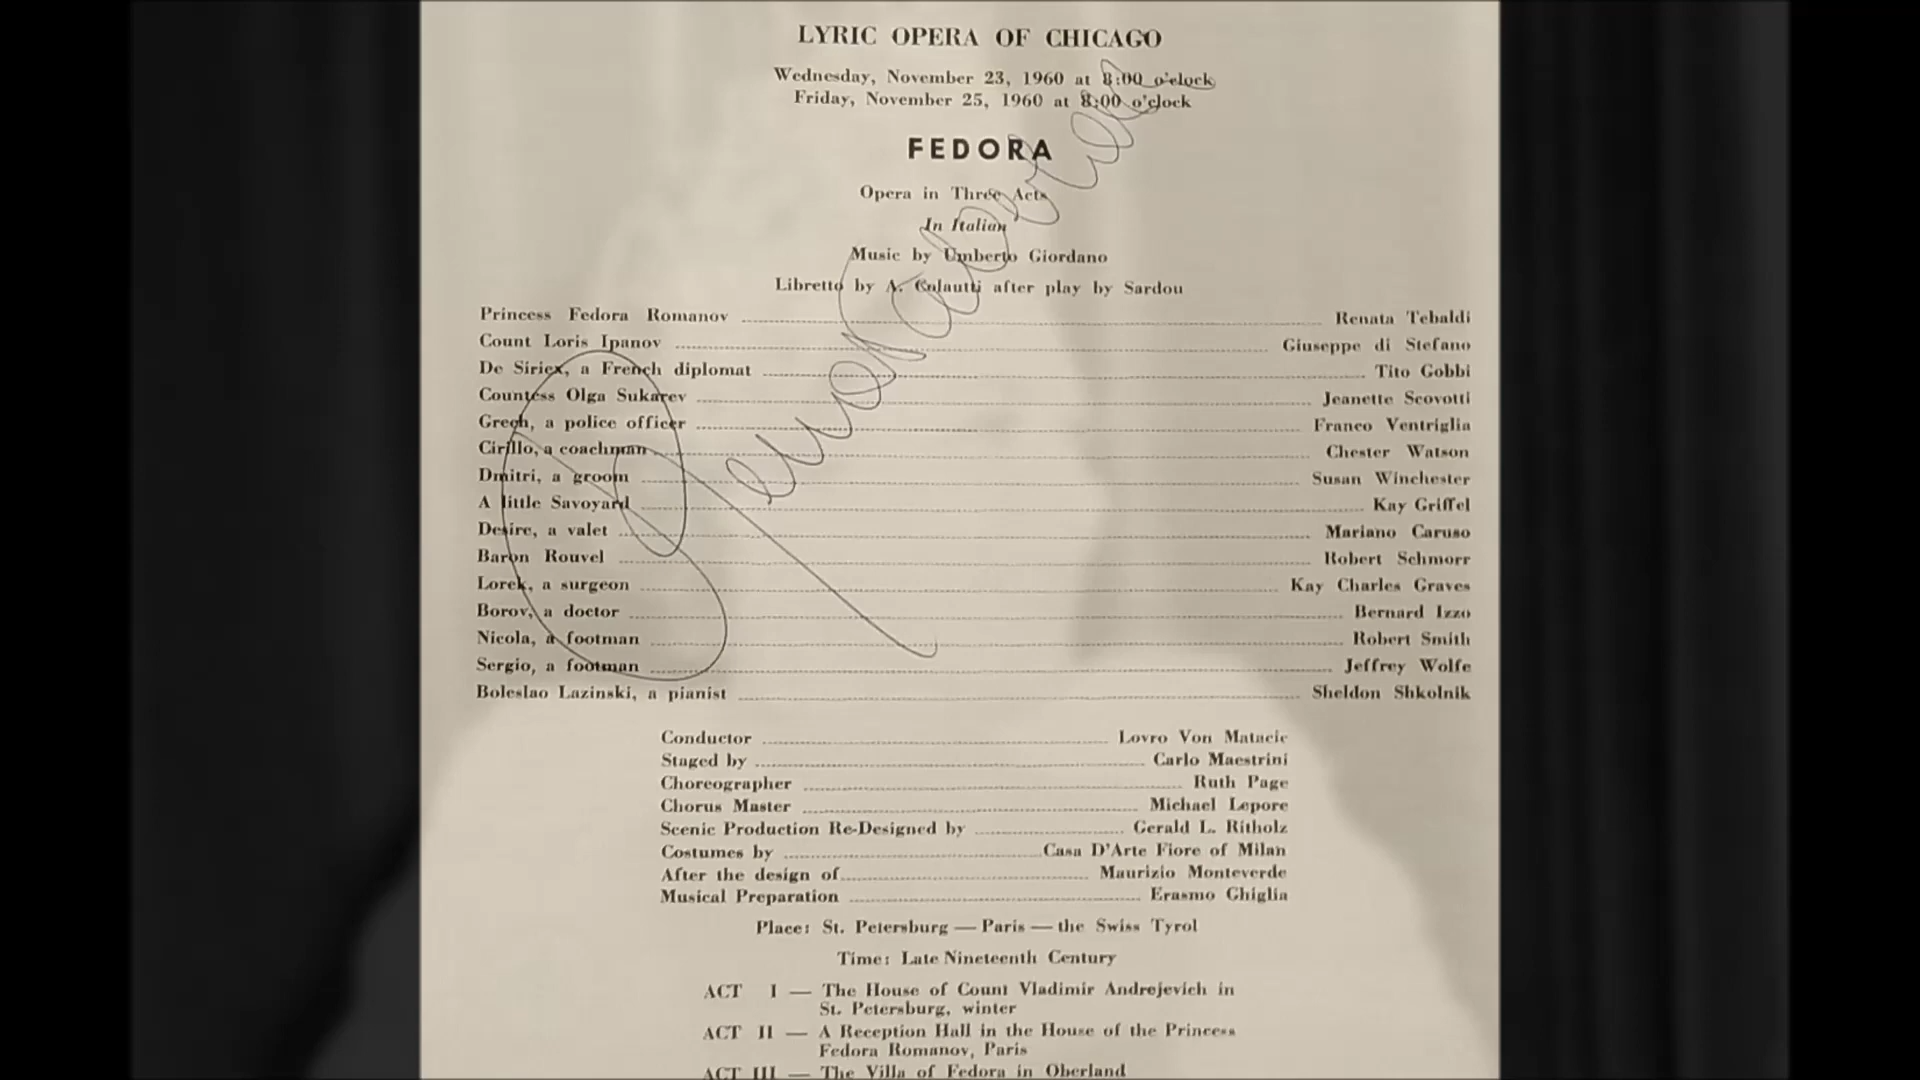 LYRIC OPERA OF CHICAGO
Wednesday, November 23, 1960 at 8:00 o'clock
Friday, November 25, 1960 at 8:00 o'clock
FEDORA
Opera in Three Acts
In Italian
Music by Umberto Giordano
Libretto by A. Colautti after play by Sardou
Princess Fedora Romanov Renata Tebaldi
Count Loris Ipanov Giuseppe di Stefano
De Siriex, a French diplomat Tito Gobbi
Countess Olga Sukarev Jeanette Scovotti
Grech, a police officer Franco Ventriglia
Cirillo, a coachman Chester Watson
Dmitri, a groom Susan Winchester
A little Savoyard Kay Griffel
Desire, a valet Mariano Caruso
Baron Rouvel Robert Schmorr
Lorek, a surgeon Kay Charles Graves
Borov, a doctor Bernard Izzo
Nicola, a footman Robert Smith
Sergio, a footman Jeffrey Wolfe
Boleslao Lazinski, a pianist Sheldon Shkolnik
Conductor Lovro Von Matacic
Staged by Carlo Maestrini
Choreographer Ruth Page
Chorus Master Michael Lepore
Scenic Production Re-Designed by Gerald L. Ritholz
Costumes by Casa D'Arte Fiore of Milan
After the design of Maurizio Monteverde
Musical Preparation Erasmo Ghiglia
Place: St. Petersburg — Paris — the Swiss Tyrol
Time: Late Nineteenth Century
ACT I — The House of Count Vladimir Andrejevich in
St. Petersburg, winter
ACT II — A Reception Hall in the House of the Princess
Fedora Romanov, Paris
ACT III — The Villa of Fedora in Oberland